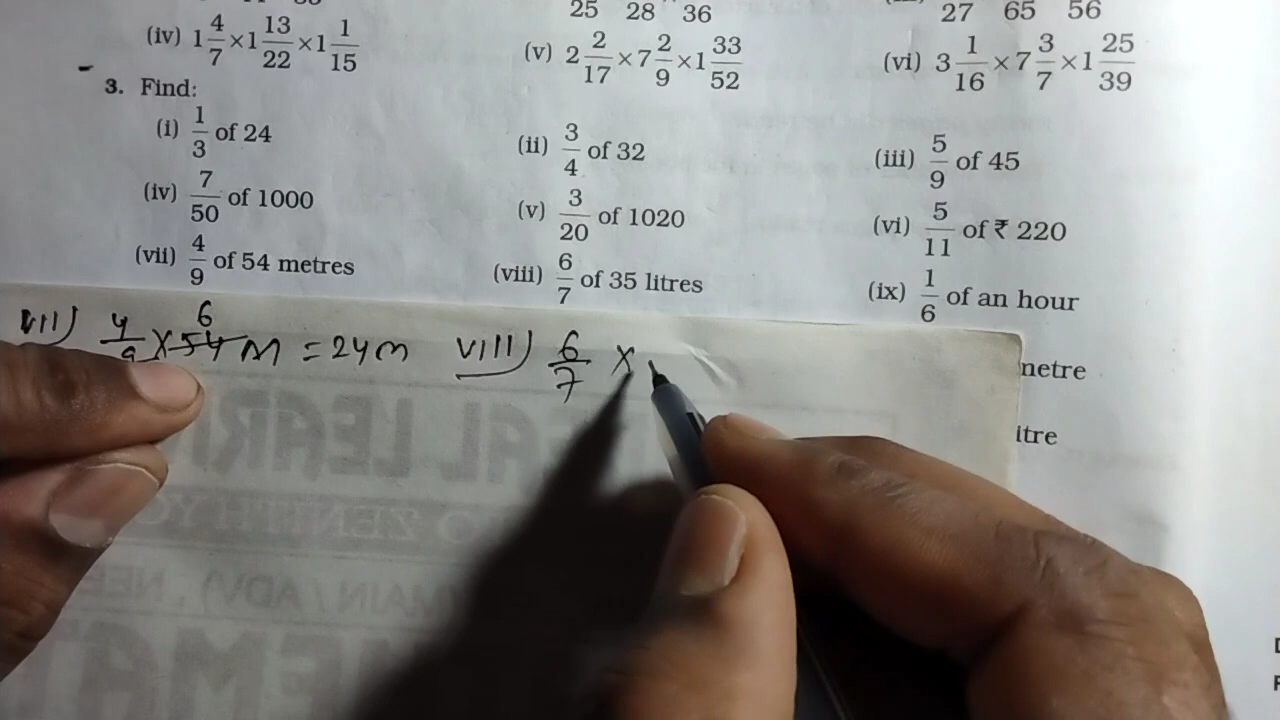 25 28 36
27 65 56
(iv) 1 4/7 ×1 13/22 ×1 1/15
(v) 2 2/17 ×7 2/9 ×1 33/52
(vi) 3 1/16 ×7 3/7 ×1 25/39
3. Find:
(i) 1/3 of 24
(ii) 3/4 of 32
(iii) 5/9 of 45
(iv) 7/50 of 1000
(v) 3/20 of 1020
(vi) 5/11 of ₹ 220
(vii) 4/9 of 54 metres
(viii) 6/7 of 35 litres
(ix) 1/6 of an hour
VII) 4/9 × 54 6 m = 24 m VIII) 6/7 ×
netre
itre